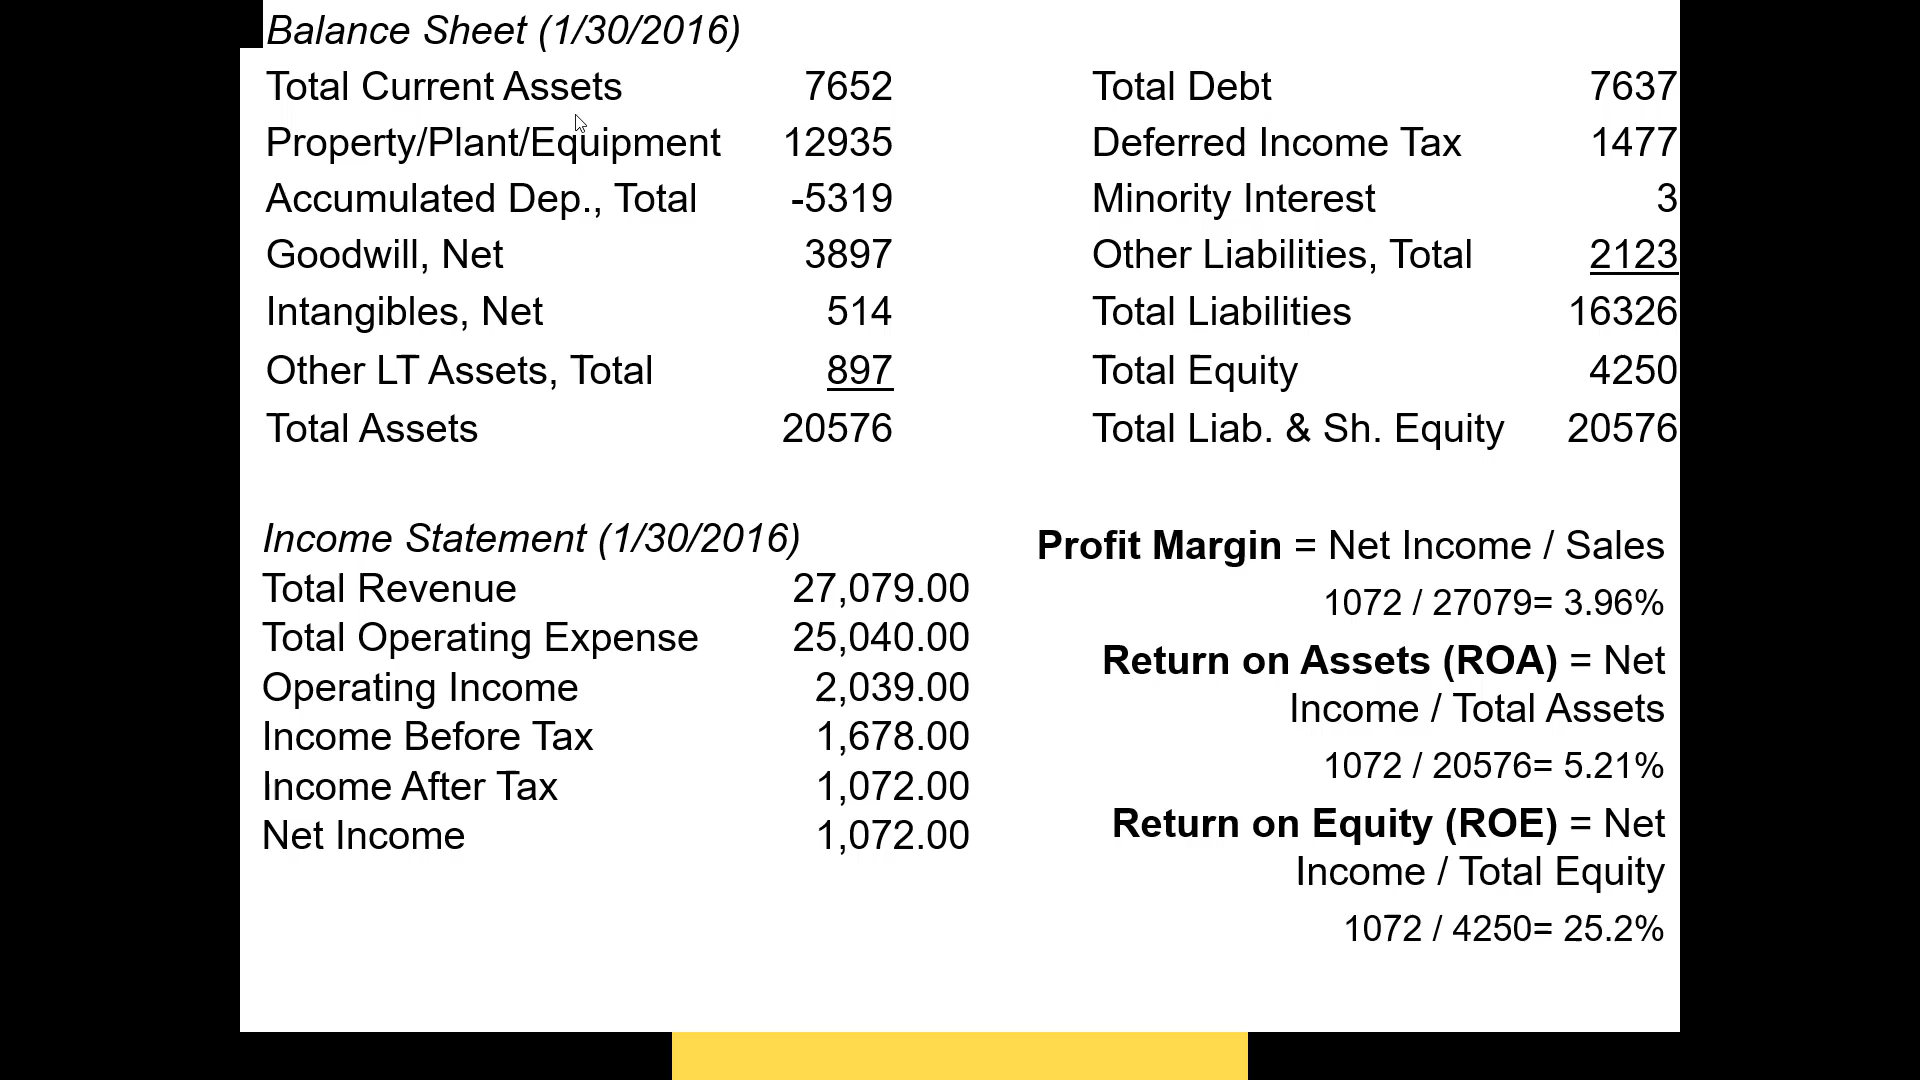 Balance Sheet (1/30/2016)
Total Current Assets 7652
Property/Plant/Equipment 12935
Accumulated Dep., Total -5319
Goodwill, Net 3897
Intangibles, Net 514
Other LT Assets, Total 897
Total Assets 20576
Total Debt 7637
Deferred Income Tax 1477
Minority Interest 3
Other Liabilities, Total 2123
Total Liabilities 16326
Total Equity 4250
Total Liab. & Sh. Equity 20576
Income Statement (1/30/2016)
Total Revenue 27,079.00
Total Operating Expense 25,040.00
Operating Income 2,039.00
Income Before Tax 1,678.00
Income After Tax 1,072.00
Net Income 1,072.00
Profit Margin = Net Income / Sales
1072 / 27079= 3.96%
Return on Assets (ROA) = Net
Income / Total Assets
1072 / 20576= 5.21%
Return on Equity (ROE) = Net
Income / Total Equity
1072 / 4250= 25.2%